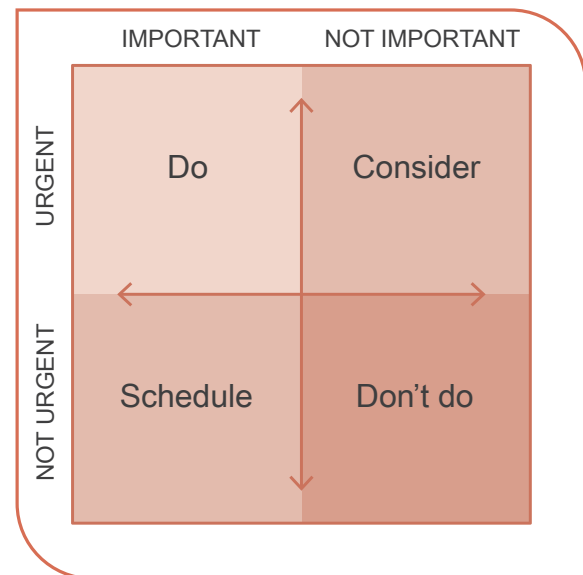 IMPORTANT
NOT IMPORTANT
URGENT
Do
Consider
NOT URGENT
Schedule
Don’t do